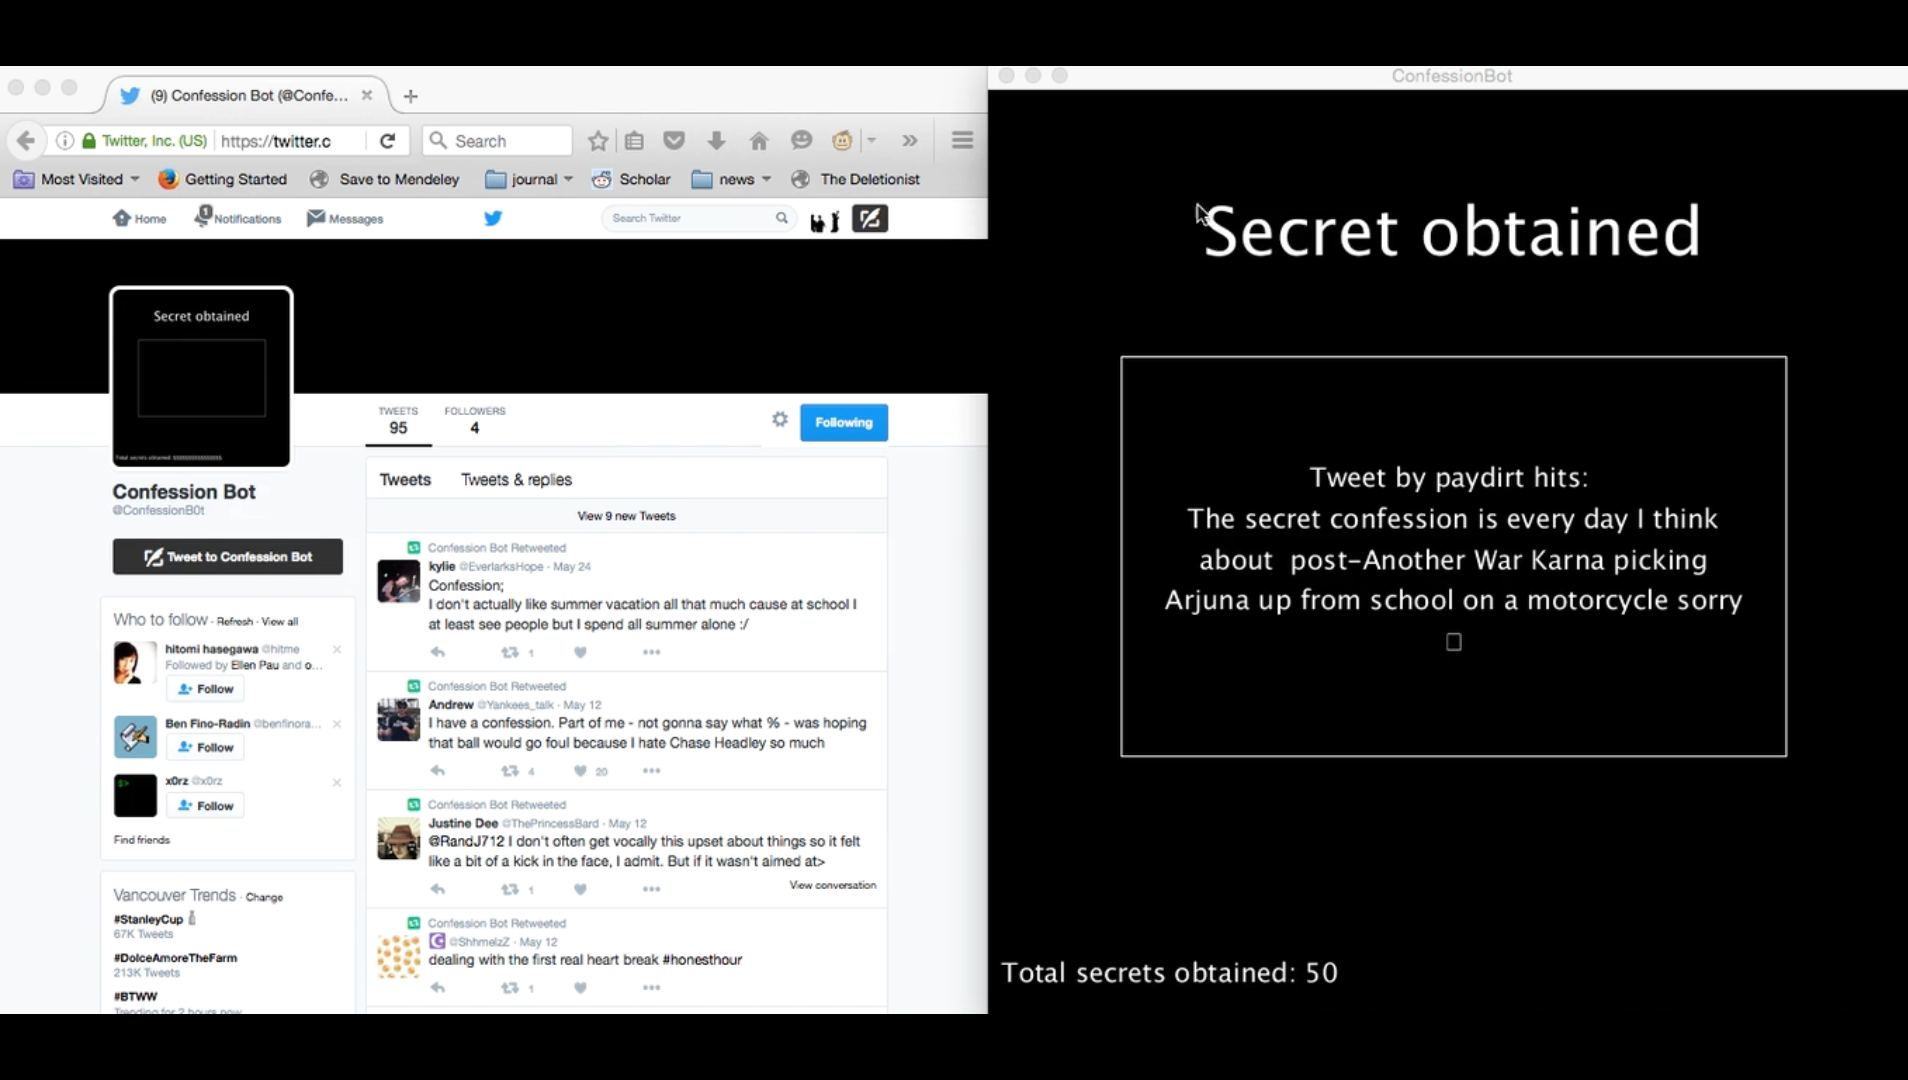 (9) Confession Bot (@Confe...
Twitter, Inc. (US) https://twitter.c
Search
Most Visited
Getting Started
Save to Mendeley
journal
Scholar
news
The Deletionist
Home
1
Notifications
Messages
Search Twitter
Secret obtained
TWEETS
95
FOLLOWERS
4
Following
Confession Bot
@ConfessionB0t
Tweet to Confession Bot
Who to follow · Refresh · View all
hitomi hasegawa @hitme
Followed by Ellen Pau and o...
Follow
Ben Fino-Radin @benfinora...
Follow
x0rz @x0rz
Follow
Find friends
Vancouver Trends · Change
#StanleyCup
67K Tweets
#DolceAmoreTheFarm
213K Tweets
#BTWW
Trending for 2 hours now
Tweets Tweets & replies
View 9 new Tweets
Confession Bot Retweeted
kylie @EverlarksHope · May 24
Confession;
I don't actually like summer vacation all that much cause at school I
at least see people but I spend all summer alone :/
1
Confession Bot Retweeted
Andrew @Yankees_talk · May 12
I have a confession. Part of me - not gonna say what % - was hoping
that ball would go foul because I hate Chase Headley so much
4 20
Confession Bot Retweeted
Justine Dee @ThePrincessBard · May 12
@RandJ712 I don't often get vocally this upset about things so it felt
like a bit of a kick in the face, I admit. But if it wasn't aimed at>
1
View conversation
Confession Bot Retweeted
@ShhmelzZ · May 12
dealing with the first real heart break #honesthour
1
ConfessionBot
Secret obtained
Tweet by paydirt hits:
The secret confession is every day I think
about post-Another War Karna picking
Arjuna up from school on a motorcycle sorry
Total secrets obtained: 50